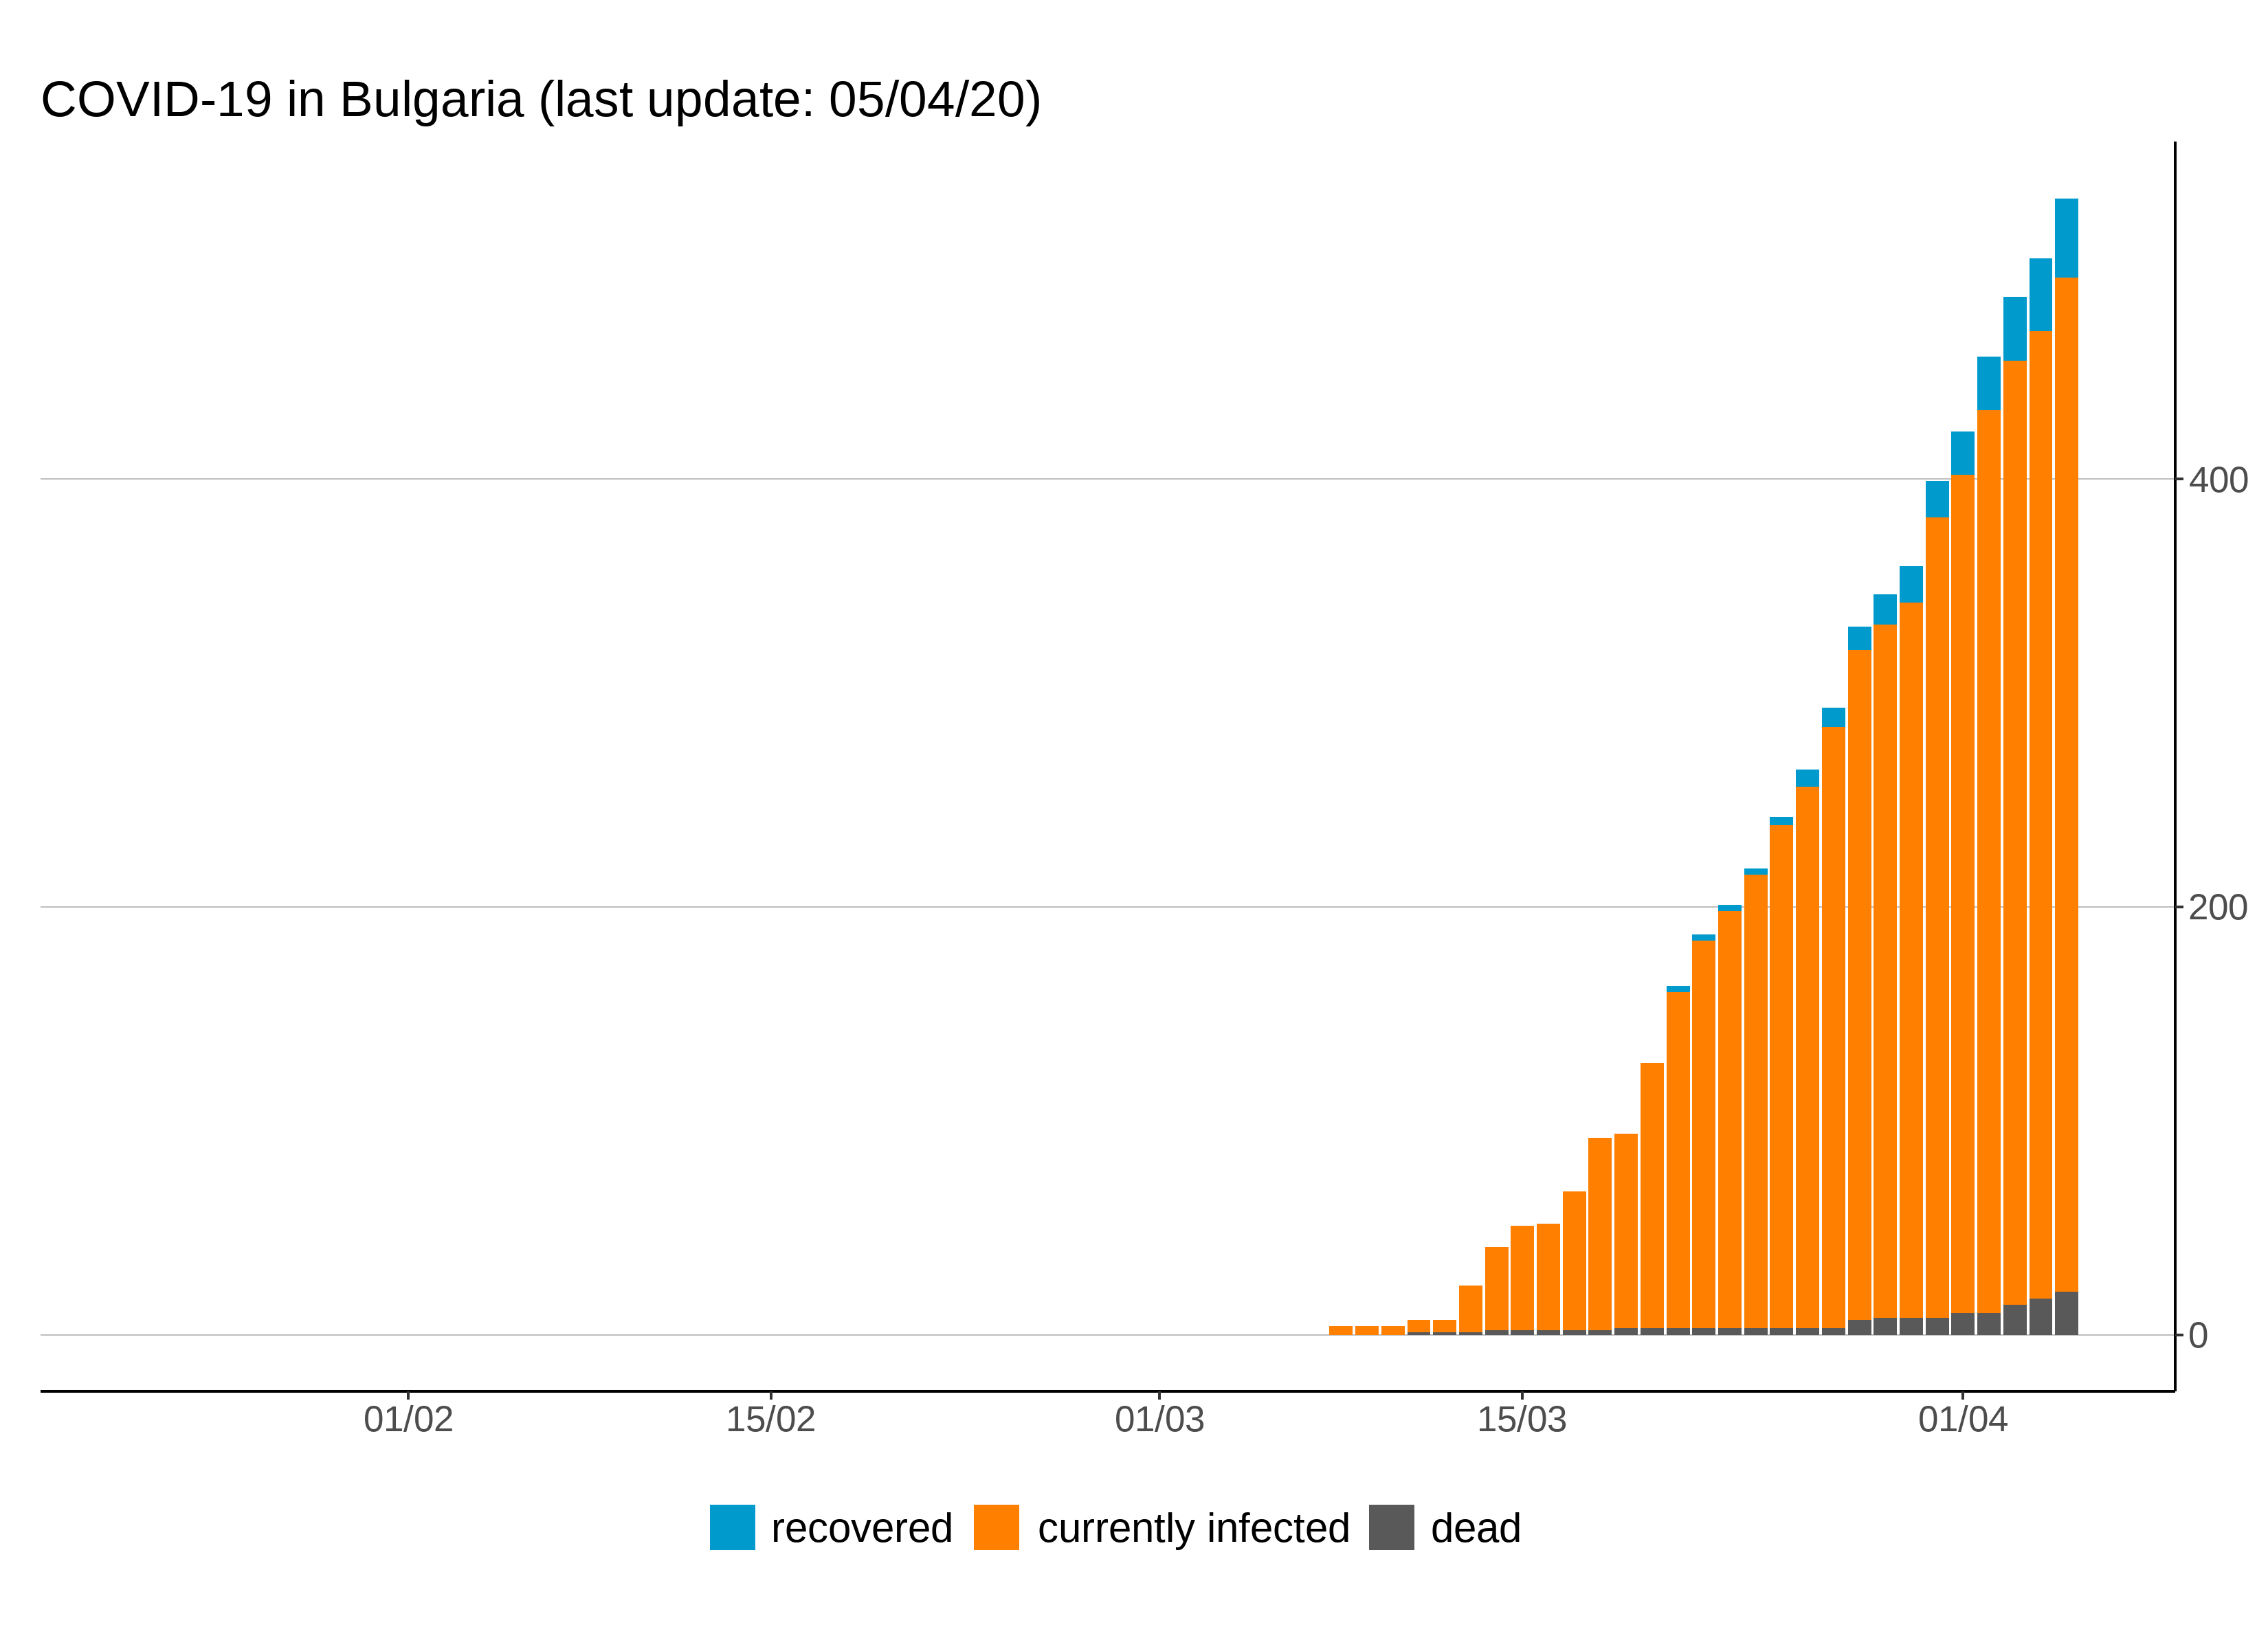 COVID-19 in Bulgaria (last update: 05/04/20)
400
200
0
01/02 15/02 01/03 15/03 01/04
recovered currently infected dead